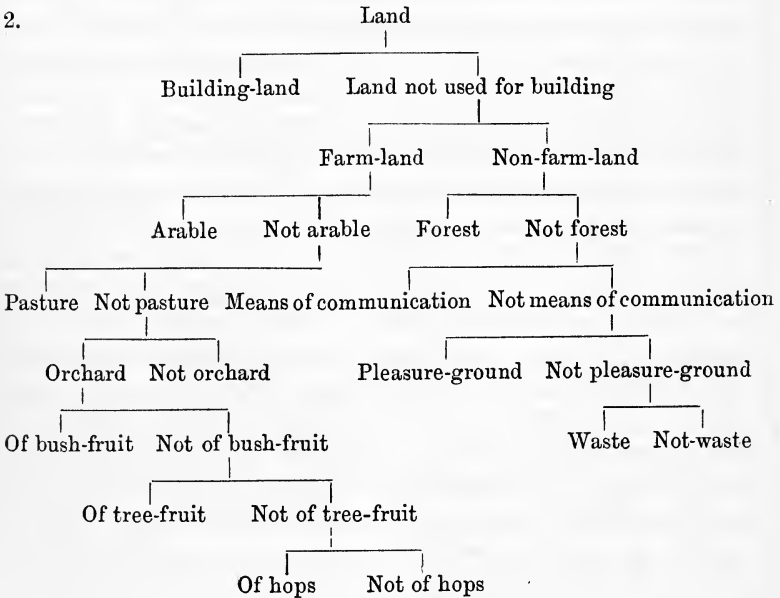 2. Land
Building-land Land not used for building
Farm-land Non-farm-land
Arable Not arable Forest Not forest
Pasture Not pasture Means of communication Not means of communication
Orchard Not orchard Pleasure-ground Not pleasure-ground
Of bush-fruit Not of bush-fruit Waste Not-waste
Of tree-fruit Not of tree-fruit
Of hops Not of hops